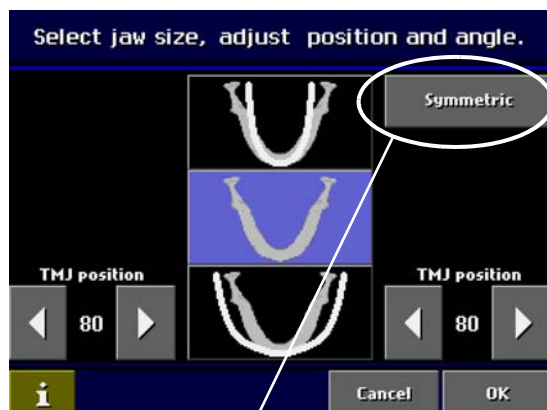 Select jaw size, adjust position and angle.
Symmetric
TMJ position
80
TMJ position
80
i
Cancel
OK